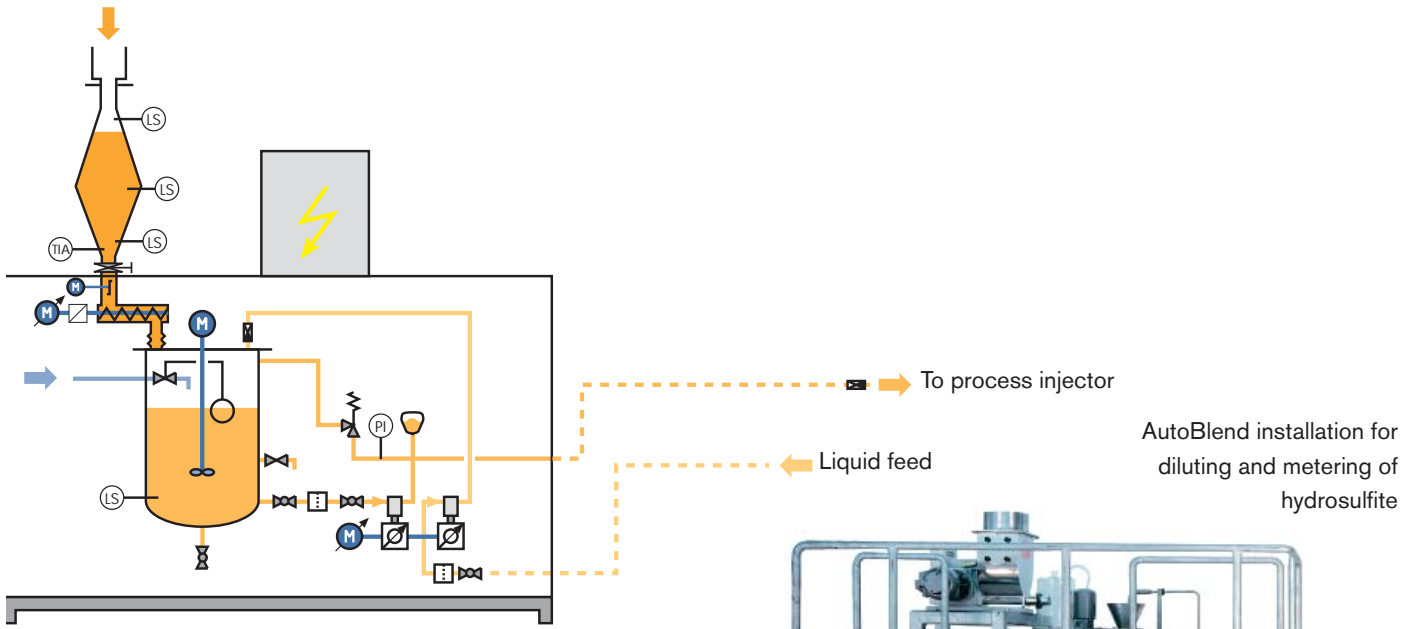 LS
LS
LS
TIA
M
M
M
PI
To process injector
Liquid feed
AutoBlend installation for
diluting and metering of
hydrosulfite
LS
M